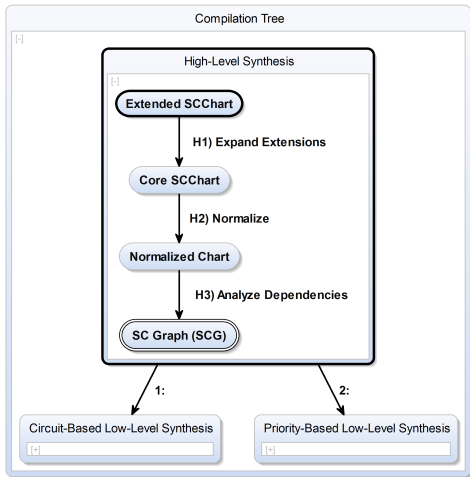 Compilation Tree
[-]
High-Level Synthesis
[-]
Extended SCChart
H1) Expand Extensions
Core SCChart
H2) Normalize
Normalized Chart
H3) Analyze Dependencies
SC Graph (SCG)
1:
2:
Circuit-Based Low-Level Synthesis
[+]
Priority-Based Low-Level Synthesis
[+]